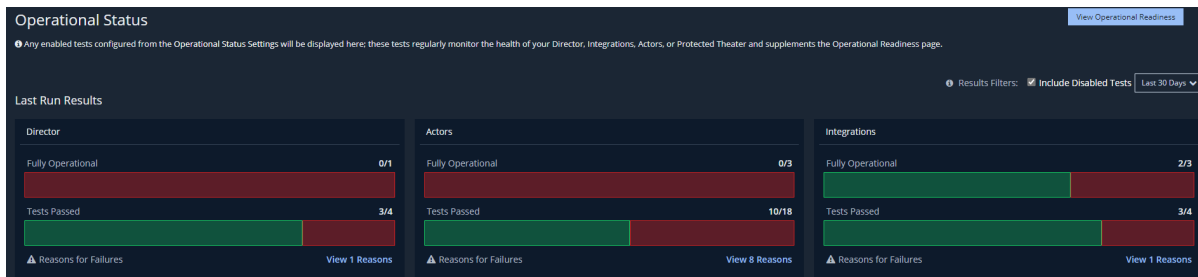 Operational Status
View Operational Readiness
Any enabled tests configured from the Operational Status Settings will be displayed here; these tests regularly monitor the health of your Director, Integrations, Actors, or Protected Theater and supplements the Operational Readiness page.
Results Filters: Include Disabled Tests Last 30 Days
Last Run Results
Director
Fully Operational 0/1
Tests Passed 3/4
Reasons for Failures View 1 Reasons
Actors
Fully Operational 0/3
Tests Passed 10/18
Reasons for Failures View 8 Reasons
Integrations
Fully Operational 2/3
Tests Passed 3/4
Reasons for Failures View 1 Reasons